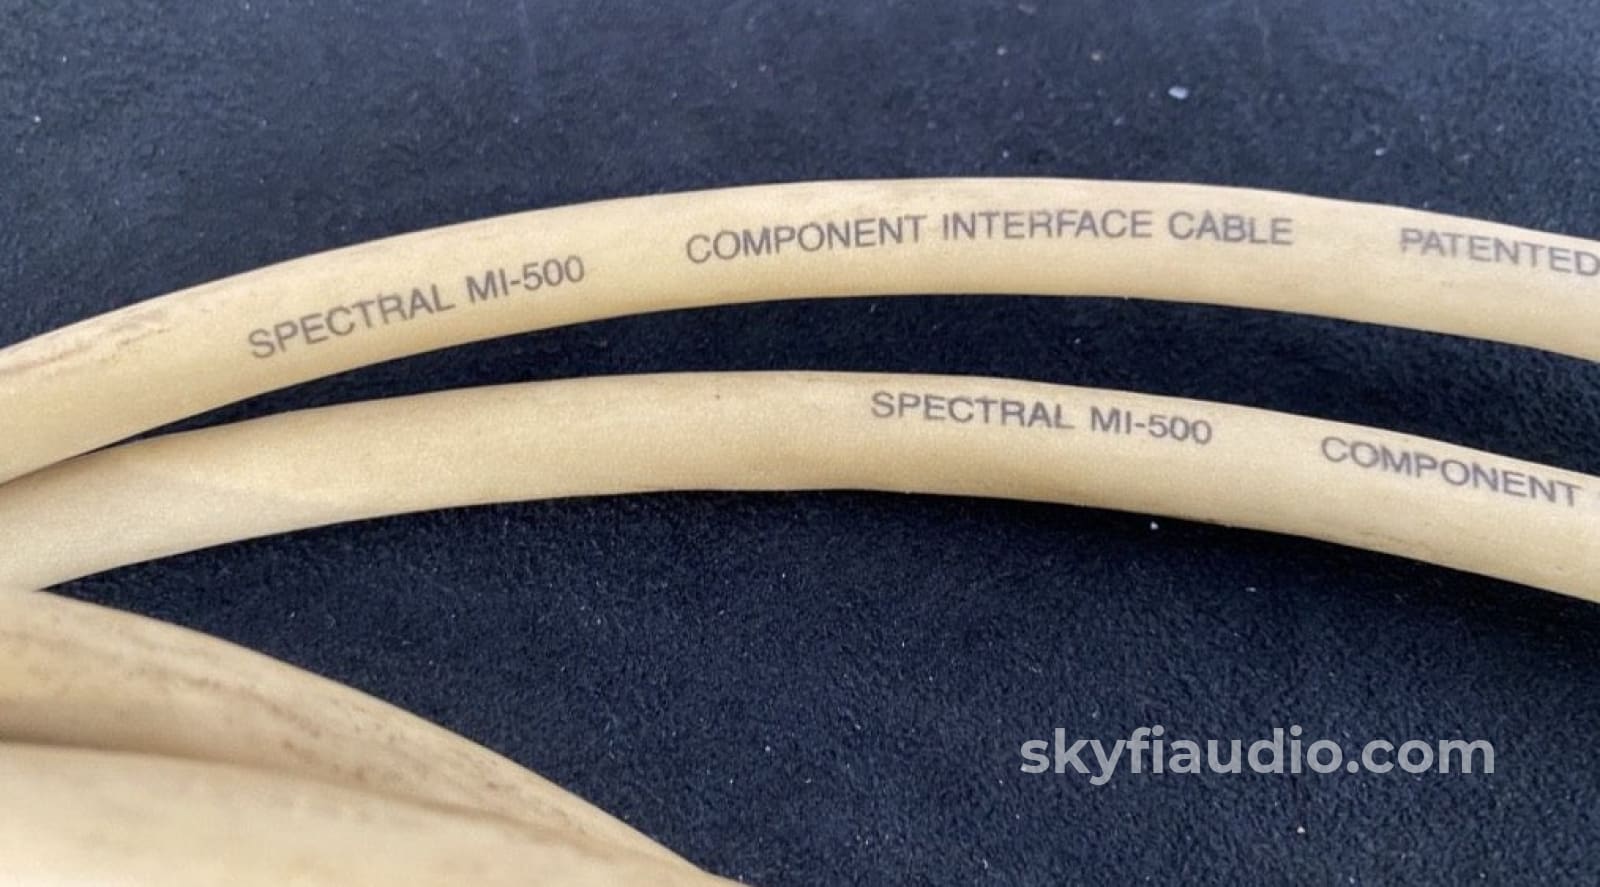 SPECTRAL MI-500 COMPONENT INTERFACE CABLE PATENTED
SPECTRAL MI-500 COMPONENT
skyfiaudio.com